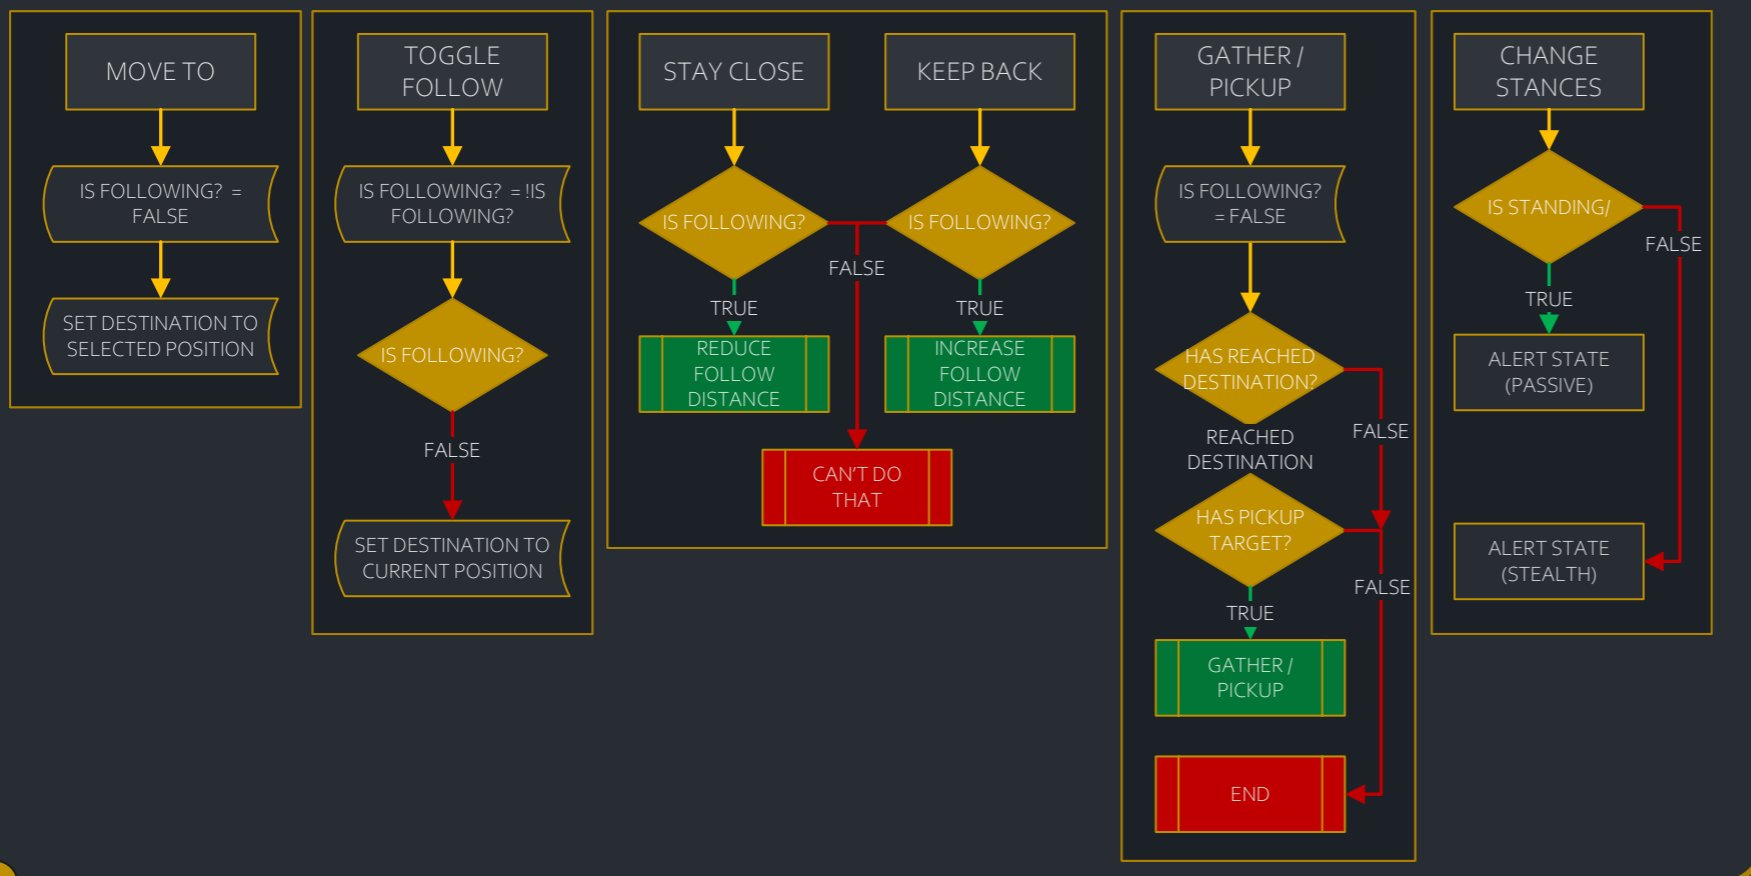 MOVE TO
IS FOLLOWING? =
FALSE
SET DESTINATION TO
SELECTED POSITION
TOGGLE
FOLLOW
IS FOLLOWING? = !IS
FOLLOWING?
IS FOLLOWING?
FALSE
SET DESTINATION TO
CURRENT POSITION
STAY CLOSE
KEEP BACK
IS FOLLOWING?
IS FOLLOWING?
FALSE
TRUE
TRUE
REDUCE
FOLLOW
DISTANCE
INCREASE
FOLLOW
DISTANCE
CAN'T DO
THAT
GATHER /
PICKUP
IS FOLLOWING?
= FALSE
HAS REACHED
DESTINATION?
FALSE
REACHED
DESTINATION
HAS PICKUP
TARGET?
FALSE
TRUE
GATHER /
PICKUP
END
CHANGE
STANCES
IS STANDING/
FALSE
TRUE
ALERT STATE
(PASSIVE)
ALERT STATE
(STEALTH)